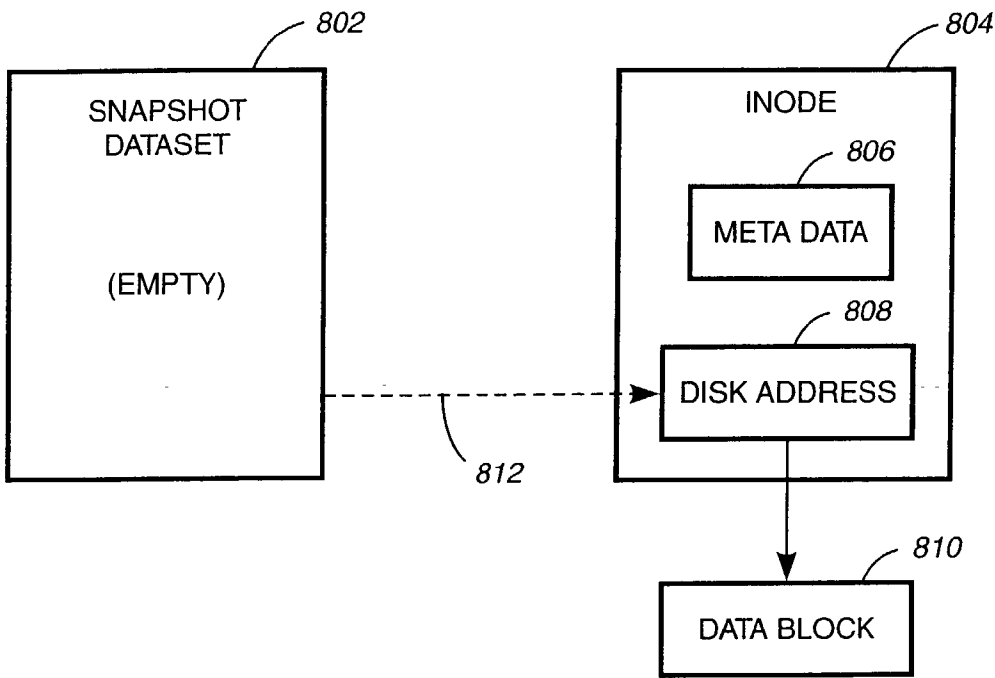 802
SNAPSHOT
DATASET
(EMPTY)
804
INODE
806
META DATA
808
DISK ADDRESS
812
810
DATA BLOCK